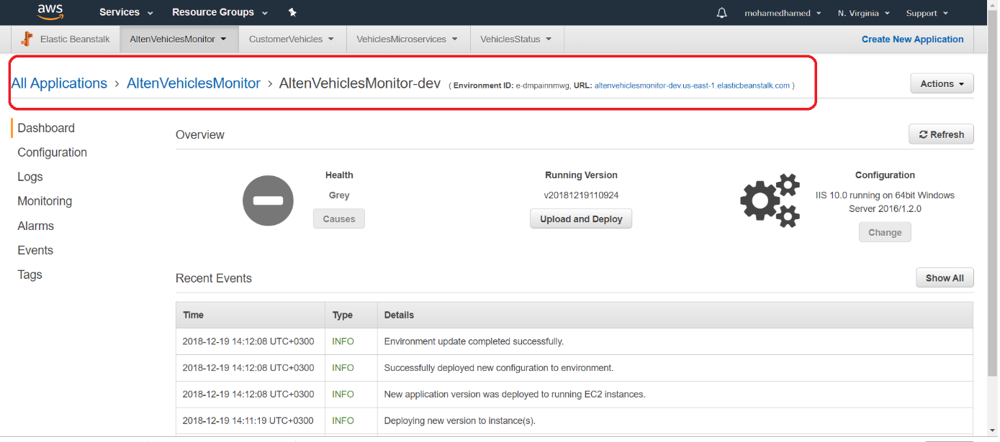 aws Services Resource Groups mohamedhamed N. Virginia Support
Elastic Beanstalk AltenVehiclesMonitor CustomerVehicles VehiclesMicroservices VehiclesStatus Create New Application
All Applications > AltenVehiclesMonitor > AltenVehiclesMonitor-dev ( Environment ID: e-dmpainnmwg, URL: altenvehiclesmonitor-dev.us-east-1.elasticbeanstalk.com ) Actions
Dashboard
Configuration
Logs
Monitoring
Alarms
Events
Tags
Overview Refresh
Health Running Version Configuration
Grey v20181219110924 IIS 10.0 running on 64bit Windows
Server 2016/1.2.0
Causes Upload and Deploy Change
Recent Events Show All
Time Type Details
2018-12-19 14:12:08 UTC+0300 INFO Environment update completed successfully.
2018-12-19 14:12:08 UTC+0300 INFO Successfully deployed new configuration to environment.
2018-12-19 14:12:08 UTC+0300 INFO New application version was deployed to running EC2 instances.
2018-12-19 14:11:19 UTC+0300 INFO Deploying new version to instance(s).